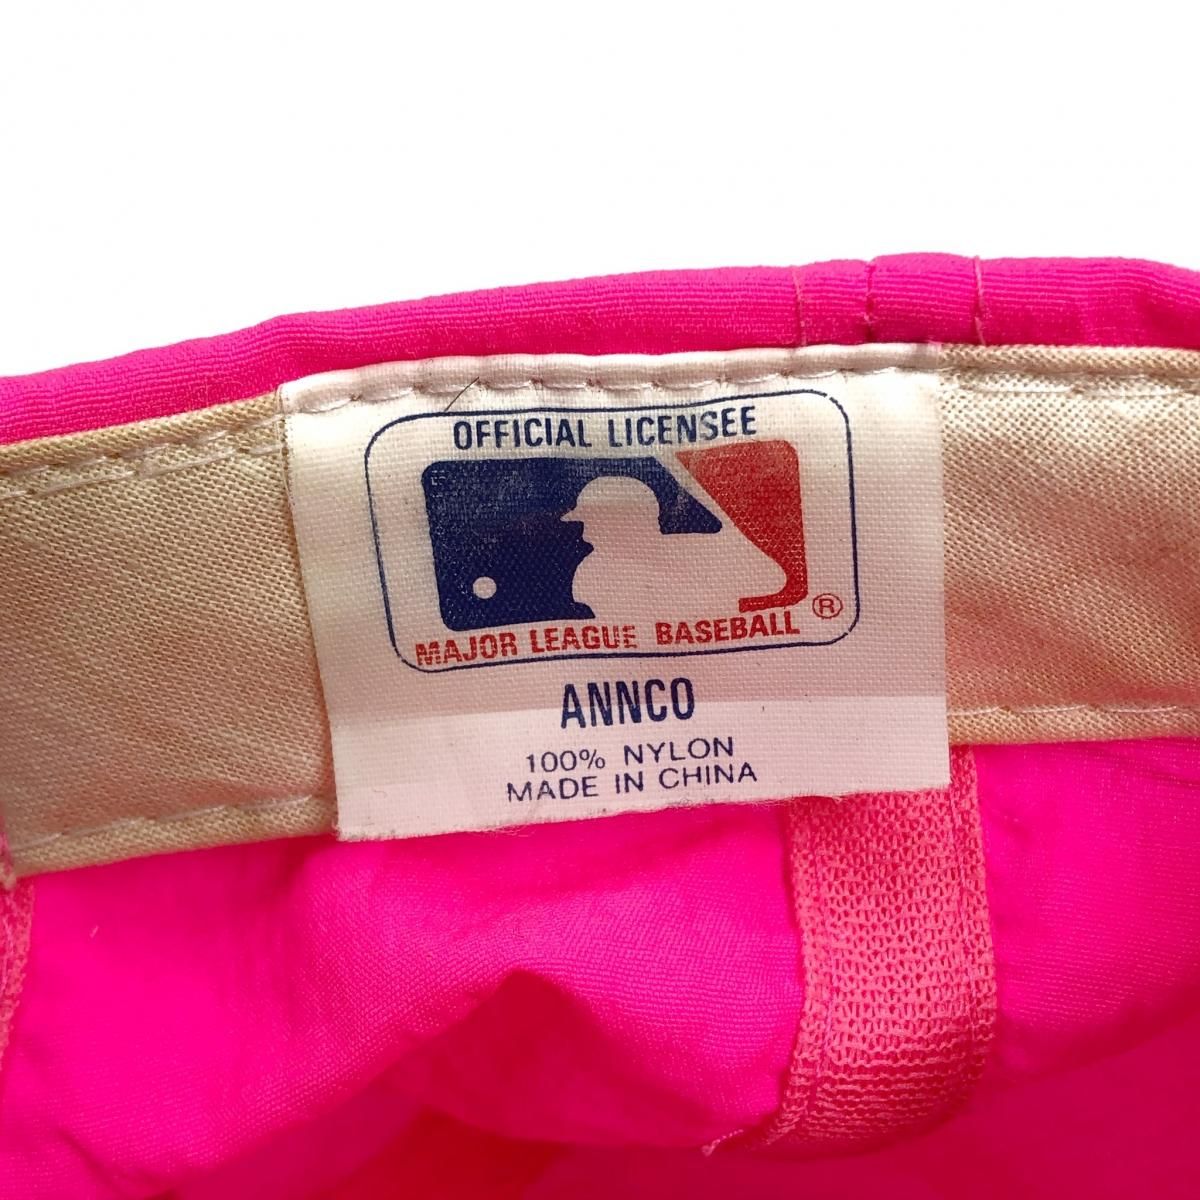 OFFICIAL LICENSEE
MAJOR LEAGUE BASEBALL ®
ANNCO
100% NYLON
MADE IN CHINA